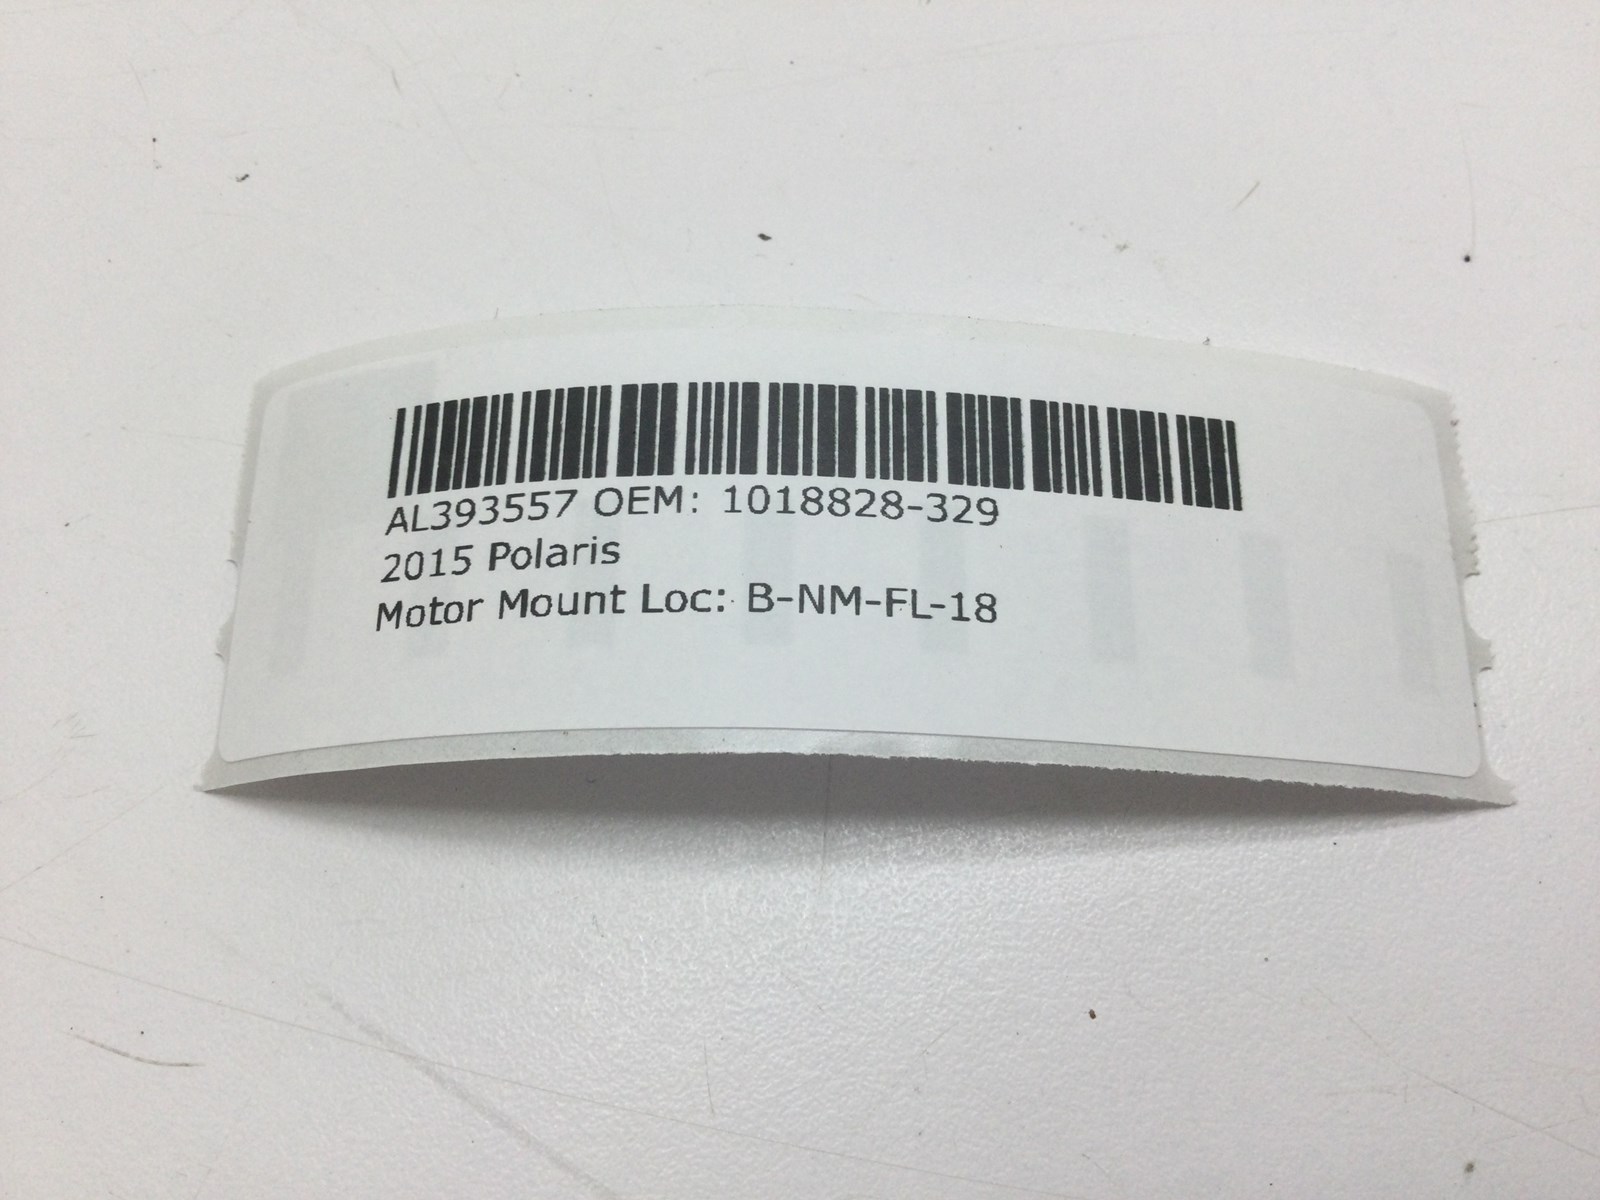 AL393557 OEM: 1018828-329
2015 Polaris
Motor Mount Loc: B-NM-FL-18